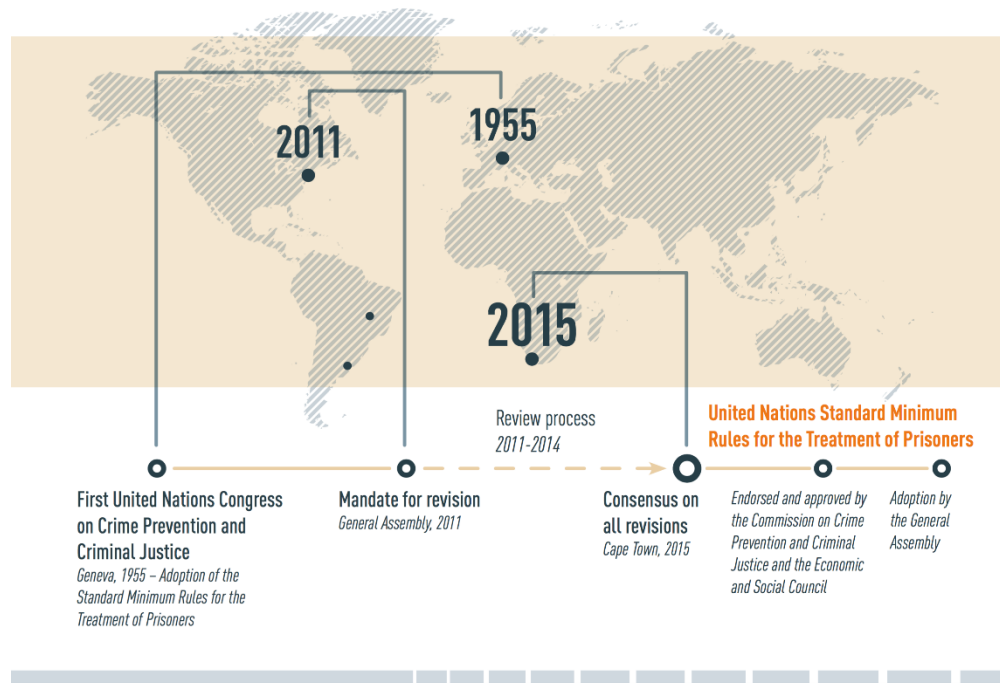 2011
1955
2015
Review process
2011-2014
United Nations Standard Minimum
Rules for the Treatment of Prisoners
First United Nations Congress
on Crime Prevention and
Criminal Justice
Geneva, 1955 – Adoption of the
Standard Minimum Rules for the
Treatment of Prisoners
Mandate for revision
General Assembly, 2011
Consensus on
all revisions
Cape Town, 2015
Endorsed and approved by
the Commission on Crime
Prevention and Criminal
Justice and the Economic
and Social Council
Adoption by
the General
Assembly